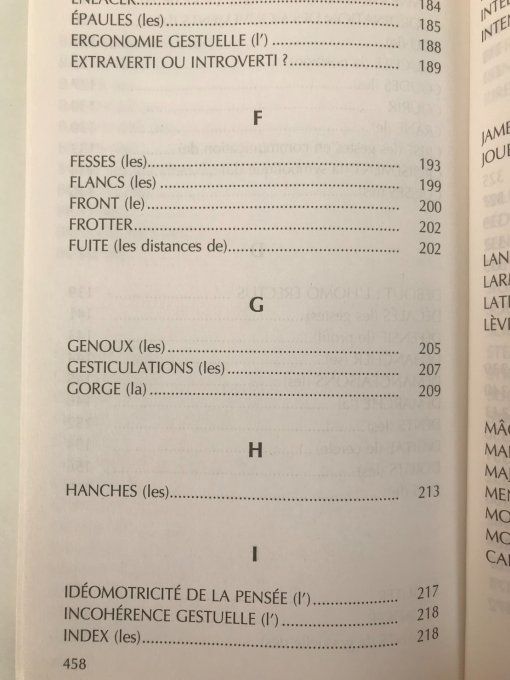 ENLACER 184
ÉPAULES (les) 185
ERGONOMIE GESTUELLE (l') 188
EXTRAVERTI OU INTROVERTI ? 189
F
FESSES (les) 193
FLANCS (les) 199
FRONT (le) 200
FROTTER 202
FUITE (les distances de) 202
G
GENOUX (les) 205
GESTICULATIONS (les) 207
GORGE (la) 209
H
HANCHES (les) 213
I
IDÉOMOTRICITÉ DE LA PENSÉE (l') 217
INCOHÉRENCE GESTUELLE (l') 218
INDEX (les) 218
458